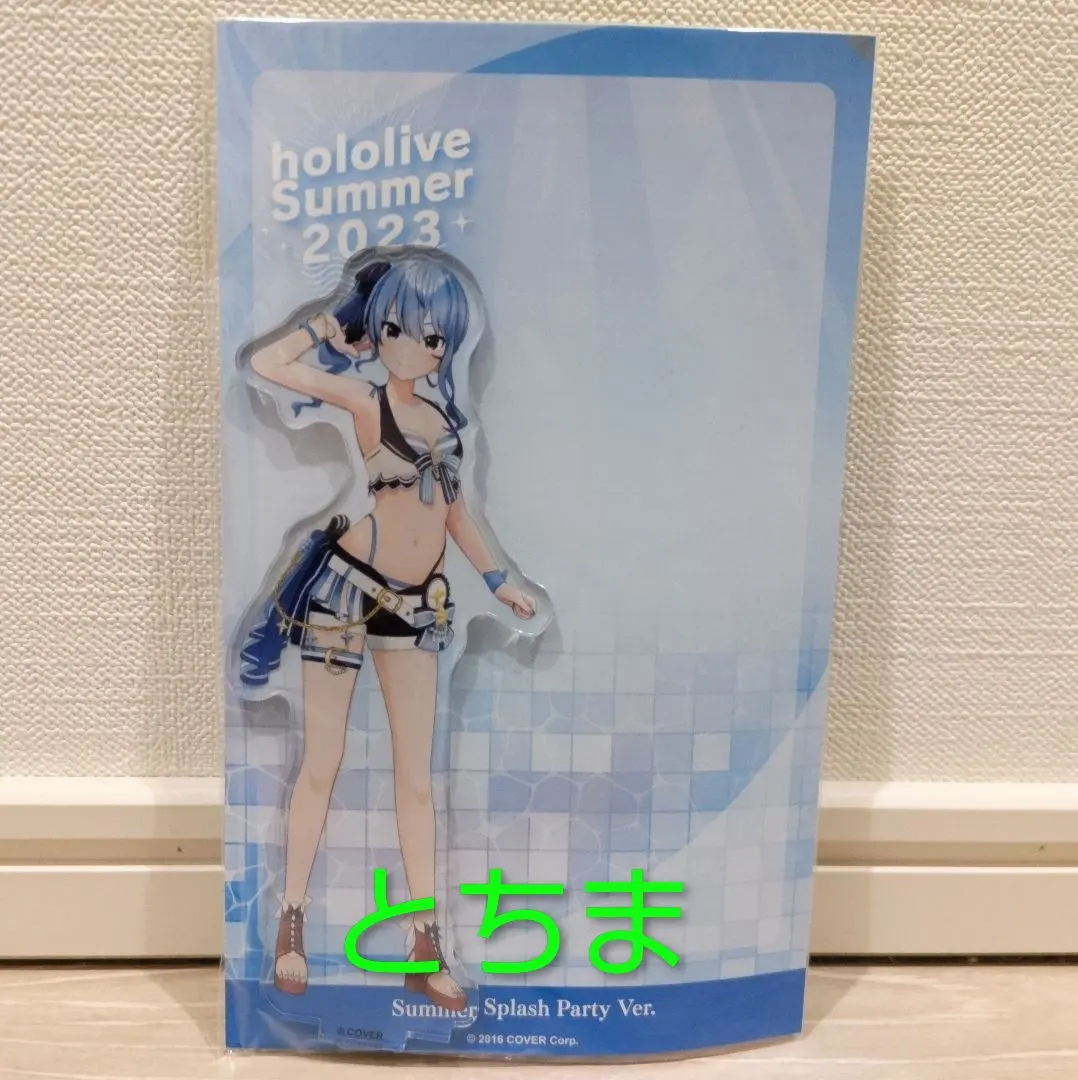 hololive
Summer
2023
とちま
Summer Splash Party Ver.
© COVER
© 2016 COVER Corp.